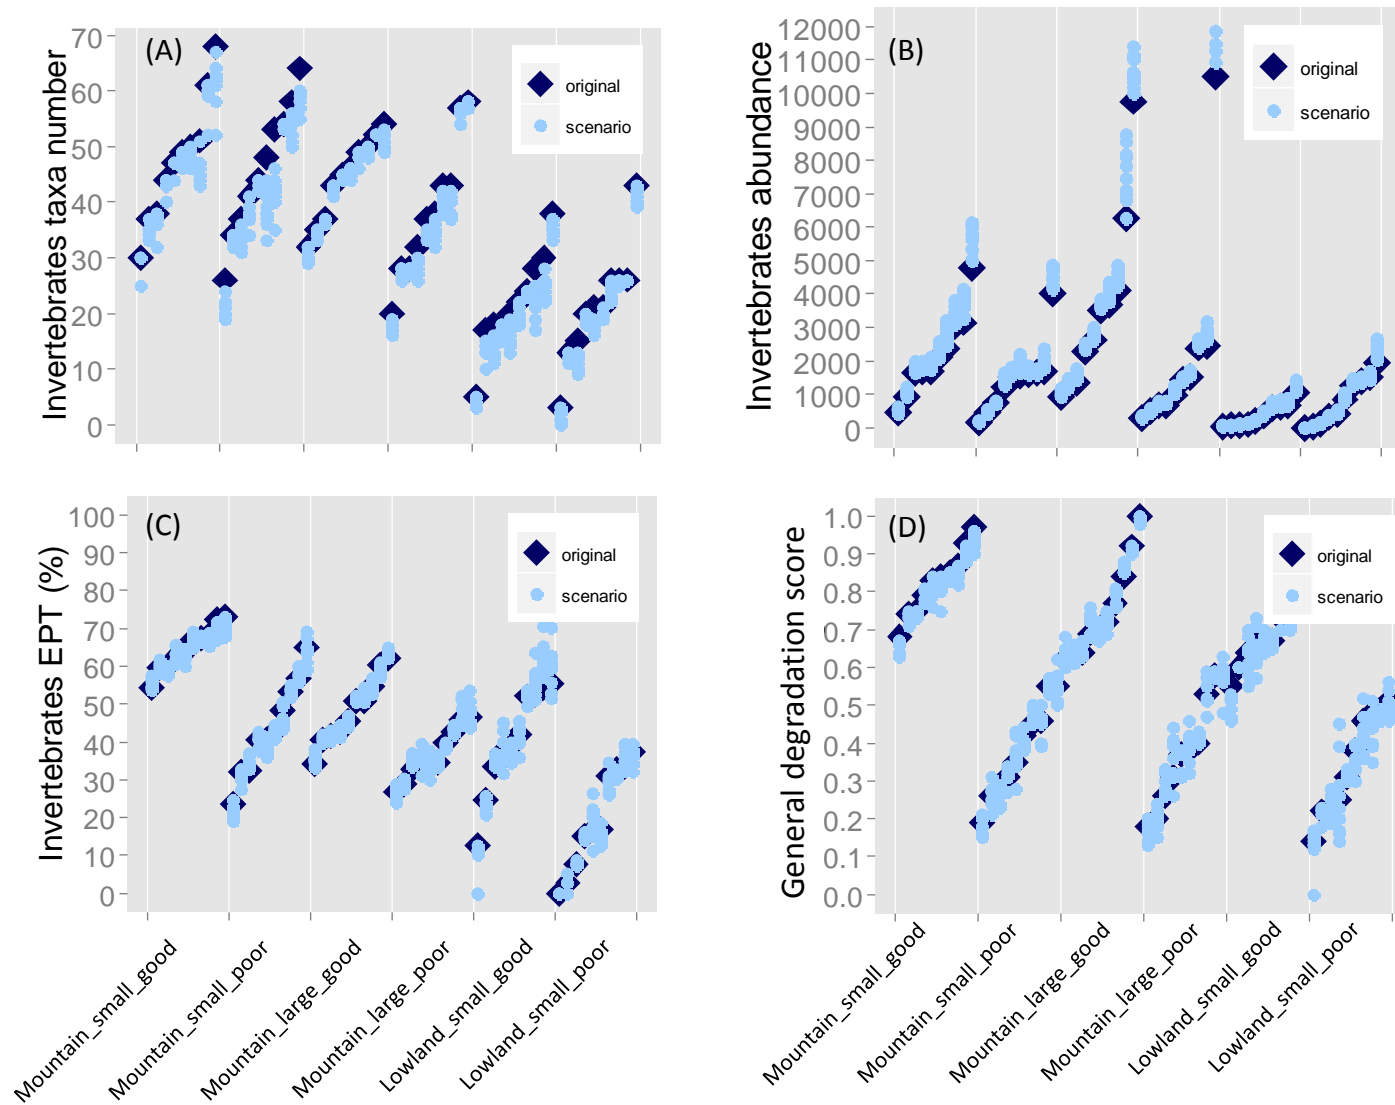 (A)
Invertebrates taxa number
70
60
50
40
30
20
10
0
original
scenario
(B)
Invertebrates abundance
12000
11000
10000
9000
8000
7000
6000
5000
4000
3000
2000
1000
0
original
scenario
(C)
Invertebrates EPT (%)
100
90
80
70
60
50
40
30
20
10
0
original
scenario
Mountain_small_good
Mountain_small_poor
Mountain_large_good
Mountain_large_poor
Lowland_small_good
Lowland_small_poor
(D)
General degradation score
1.0
0.9
0.8
0.7
0.6
0.5
0.4
0.3
0.2
0.1
0.0
original
scenario
Mountain_small_good
Mountain_small_poor
Mountain_large_good
Mountain_large_poor
Lowland_small_good
Lowland_small_poor